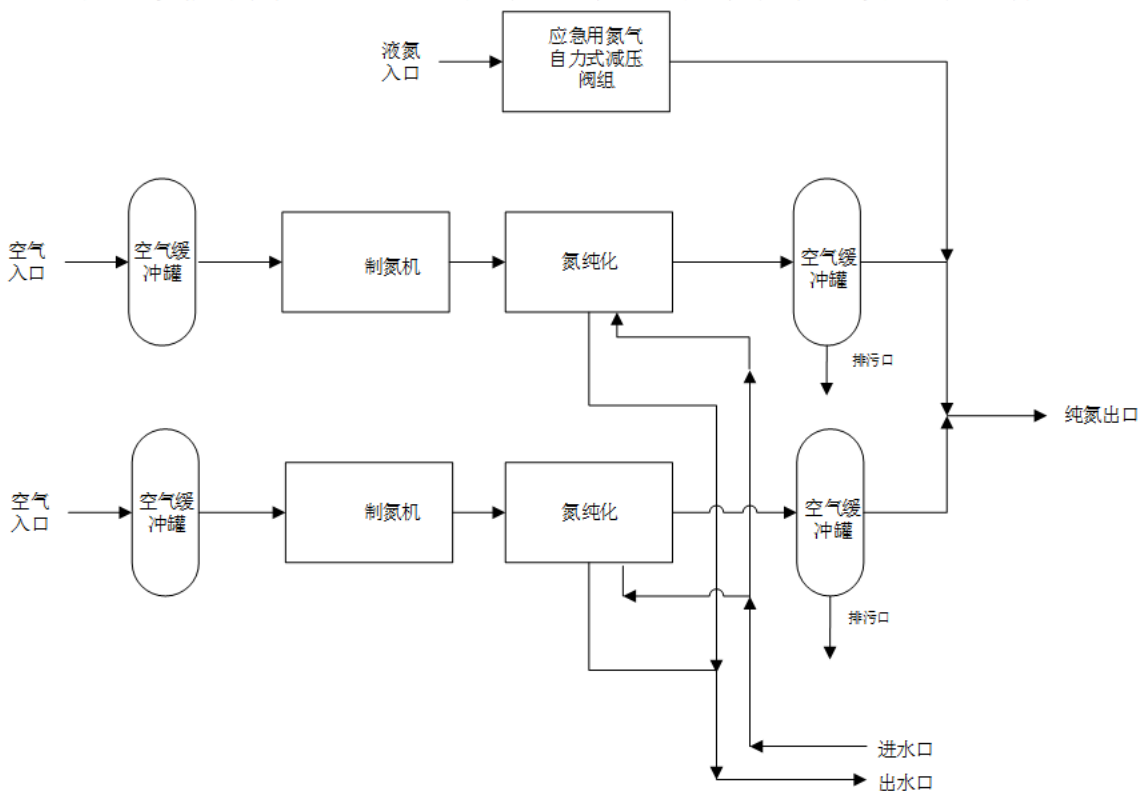 液氮
入口
应急用氮气
自力式减压
阀组
空气
入口
空气缓
冲罐
制氮机
氮纯化
空气缓
冲罐
排污口
纯氮出口
空气
入口
空气缓
冲罐
制氮机
氮纯化
空气缓
冲罐
排污口
进水口
出水口